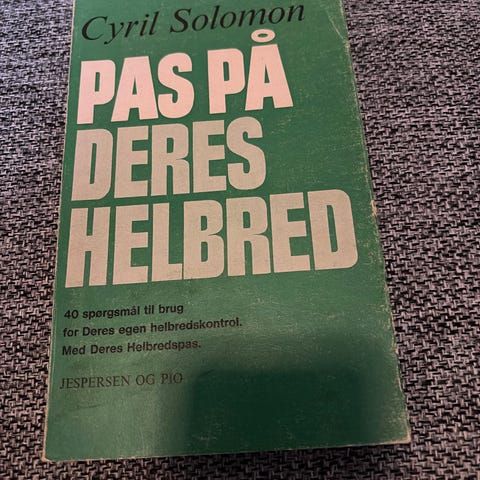 Cyril Solomon
PAS PÅ
DERES
HELBRED
40 spørgsmål til brug
for Deres egen helbredskontrol.
Med Deres Helbredspas.
JESPERSEN OG PIO